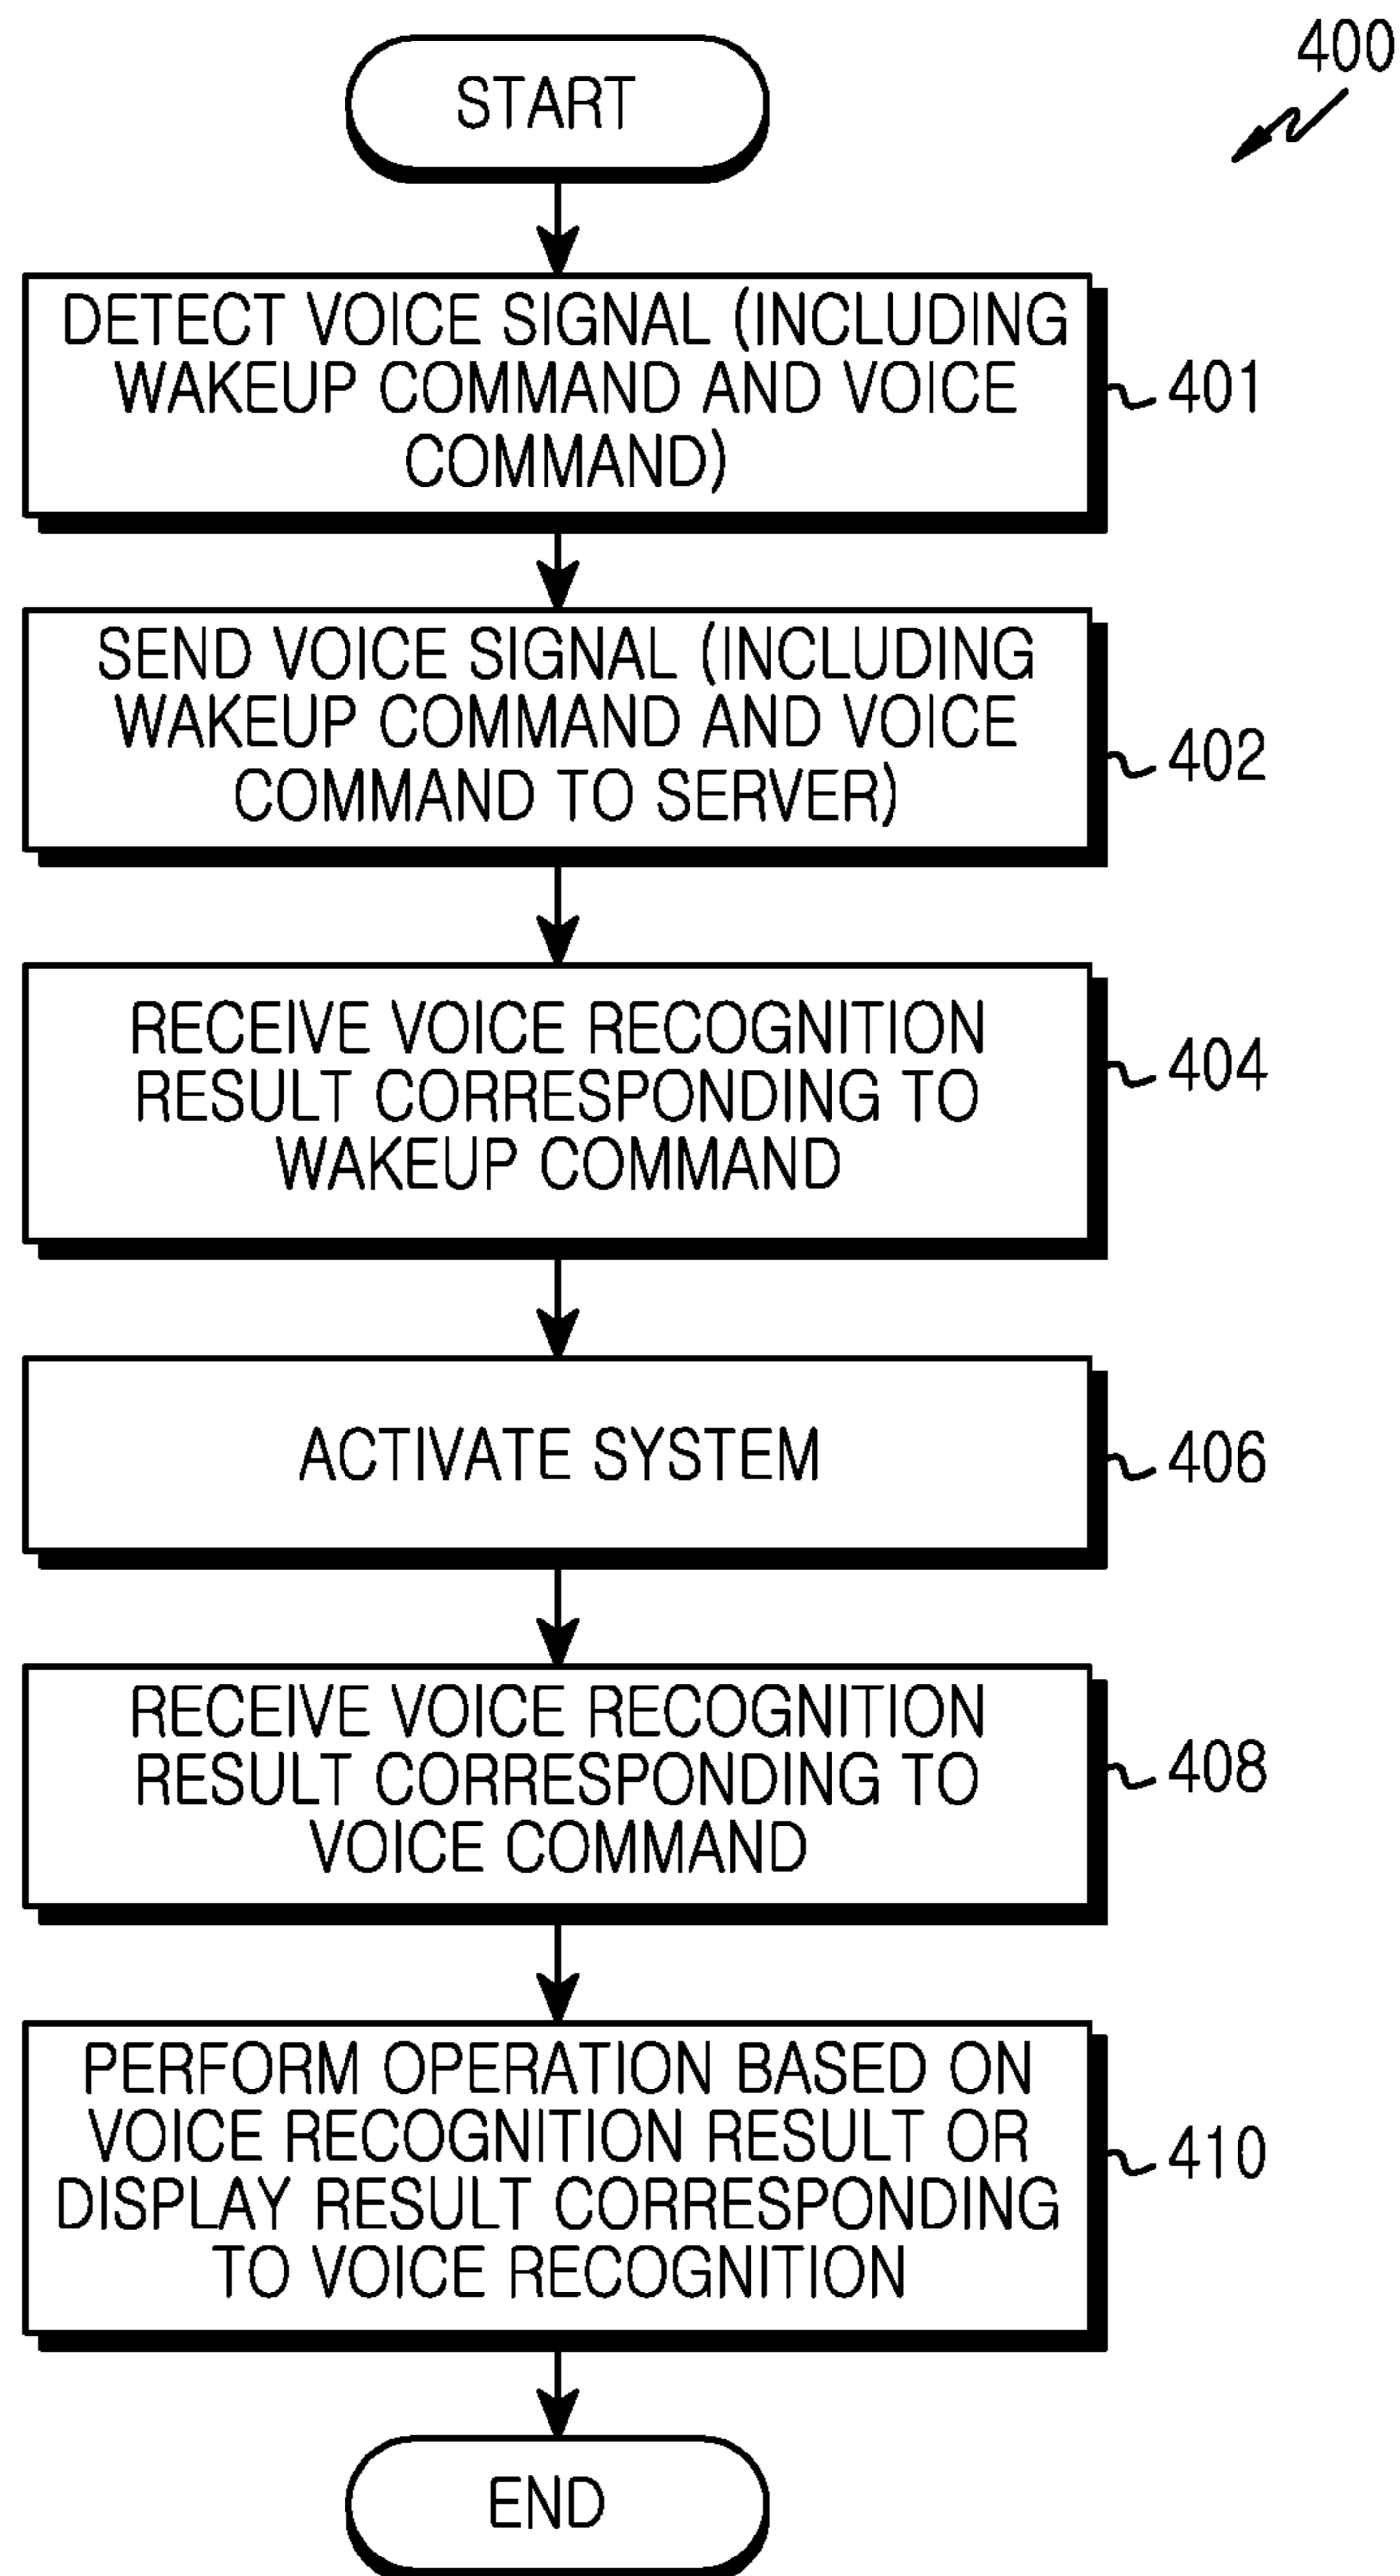 400
START
DETECT VOICE SIGNAL (INCLUDING
WAKEUP COMMAND AND VOICE
COMMAND)
401
SEND VOICE SIGNAL (INCLUDING
WAKEUP COMMAND AND VOICE
COMMAND TO SERVER)
402
RECEIVE VOICE RECOGNITION
RESULT CORRESPONDING TO
WAKEUP COMMAND
404
ACTIVATE SYSTEM
406
RECEIVE VOICE RECOGNITION
RESULT CORRESPONDING TO
VOICE COMMAND
408
PERFORM OPERATION BASED ON
VOICE RECOGNITION RESULT OR
DISPLAY RESULT CORRESPONDING
TO VOICE RECOGNITION
410
END